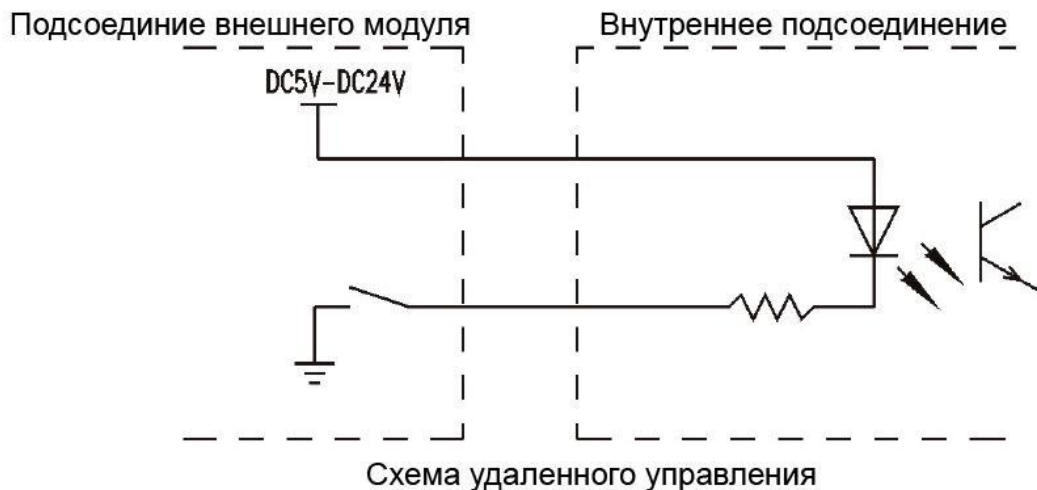 Подсоединие внешнего модуля
Внутреннее подсоединение
DC5V-DC24V
Схема удаленного управления